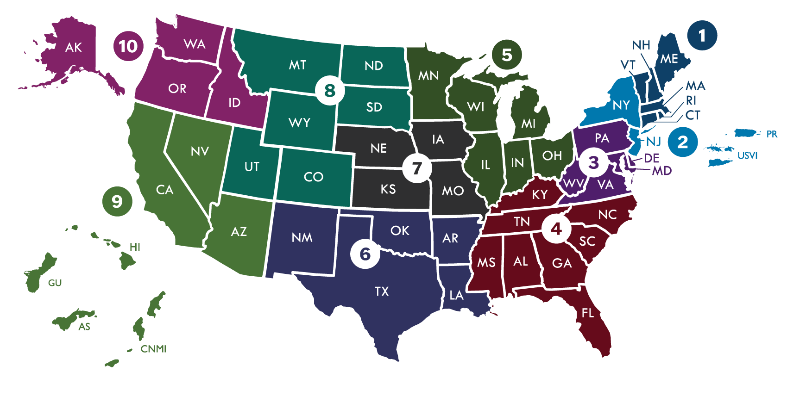 1
NH
VT
ME
AK
10
WA
5
MT
ND
MN
OR
ID
8
SD
WI
MI
NY
MA
RI
CT
WY
NE
IA
PA
NJ
2
PR
NV
UT
CO
7
IL
IN
OH
3
DE
MD
USVI
CA
KS
MO
WV
VA
KY
9
AZ
NM
OK
AR
TN
4
NC
SC
HI
6
MS
AL
GA
GU
TX
LA
FL
AS
CNMI